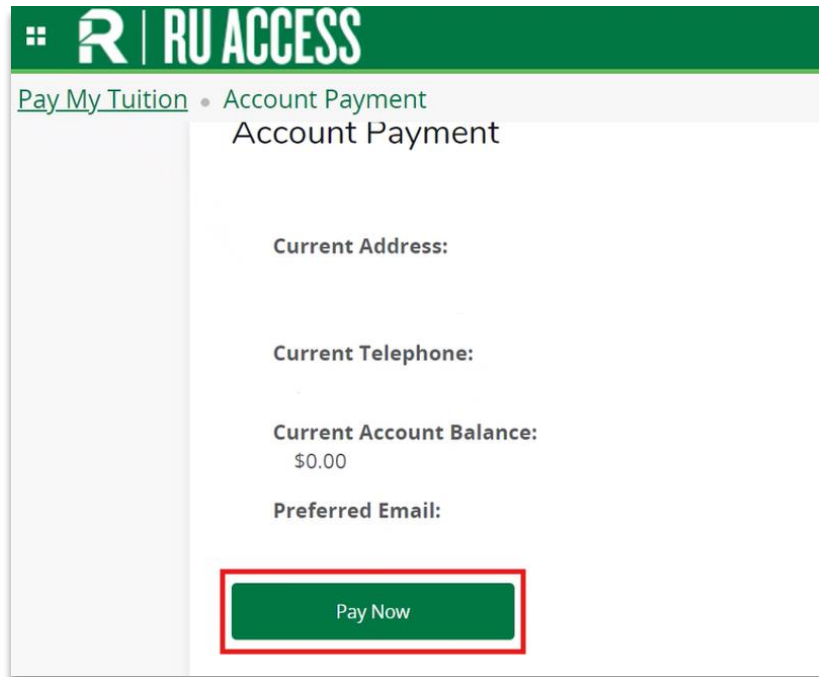 R | RU ACCESS
Pay My Tuition • Account Payment
Account Payment
Current Address:
Current Telephone:
Current Account Balance:
$0.00
Preferred Email:
Pay Now